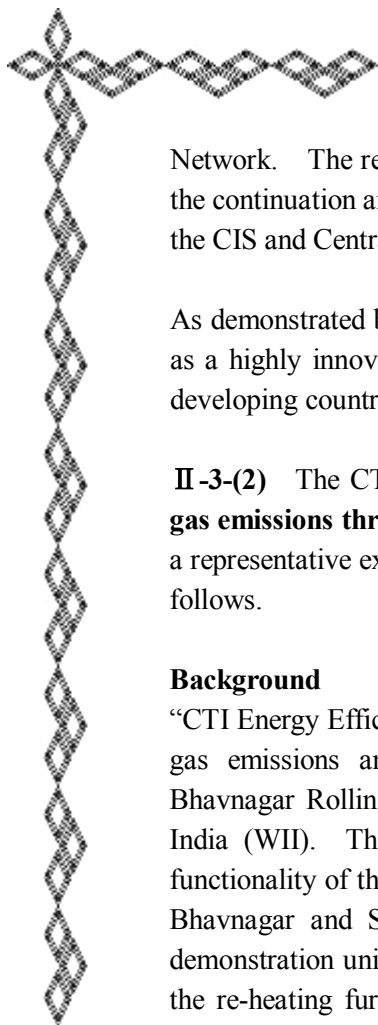 Network. The re
the continuation a
the CIS and Centr
As demonstrated b
as a highly innov
developing countr
Ⅱ-3-(2) The CT
gas emissions thr
a representative ex
follows.
Background
“CTI Energy Effic
gas emissions an
Bhavnagar Rollin
India (WII). Th
functionality of th
Bhavnagar and S
demonstration uni
the re-heating fur